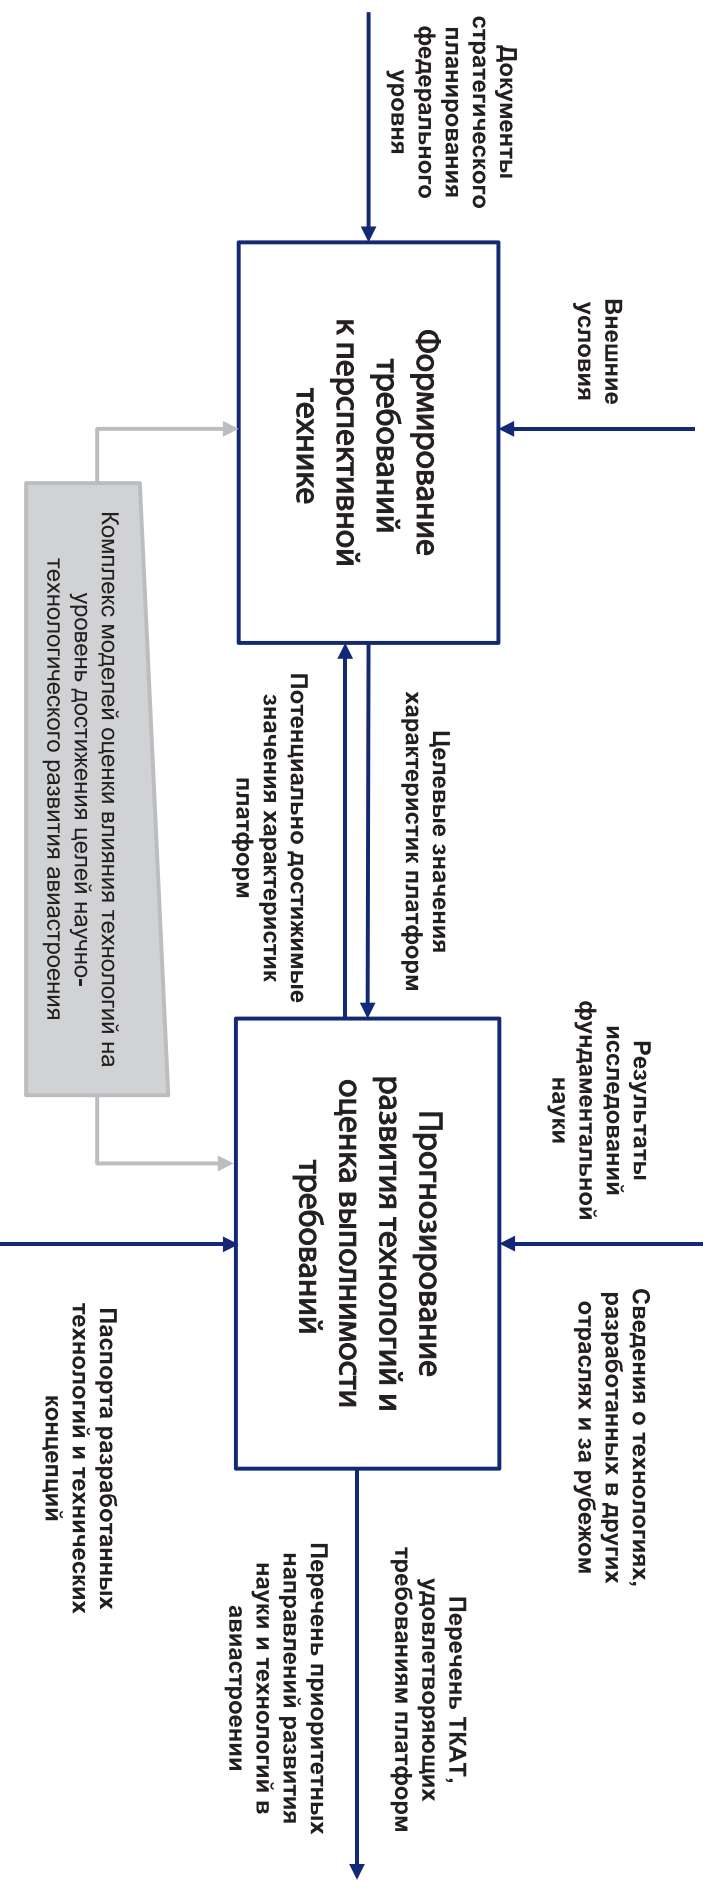 Документы
стратегического
планирования
федерального
уровня
Внешние
условия
Формирование
требований
к перспективной
технике
Целевые значения
характеристик платформ
Потенциально достижимые
значения характеристик
платформ
Комплекс моделей оценки влияния технологий на
уровень достижения целей научно-
технологического развития авиастроения
Результаты
исследований
фундаментальной
науки
Сведения о технологиях,
разработанных в других
отраслях и за рубежом
Прогнозирование
развития технологий и
оценка выполнимости
требований
Паспорта разработанных
технологий и технических
концепций
Перечень ТКАТ,
удовлетворяющих
требованиям платформ
Перечень приоритетных
направлений развития
науки и технологий в
авиастроении